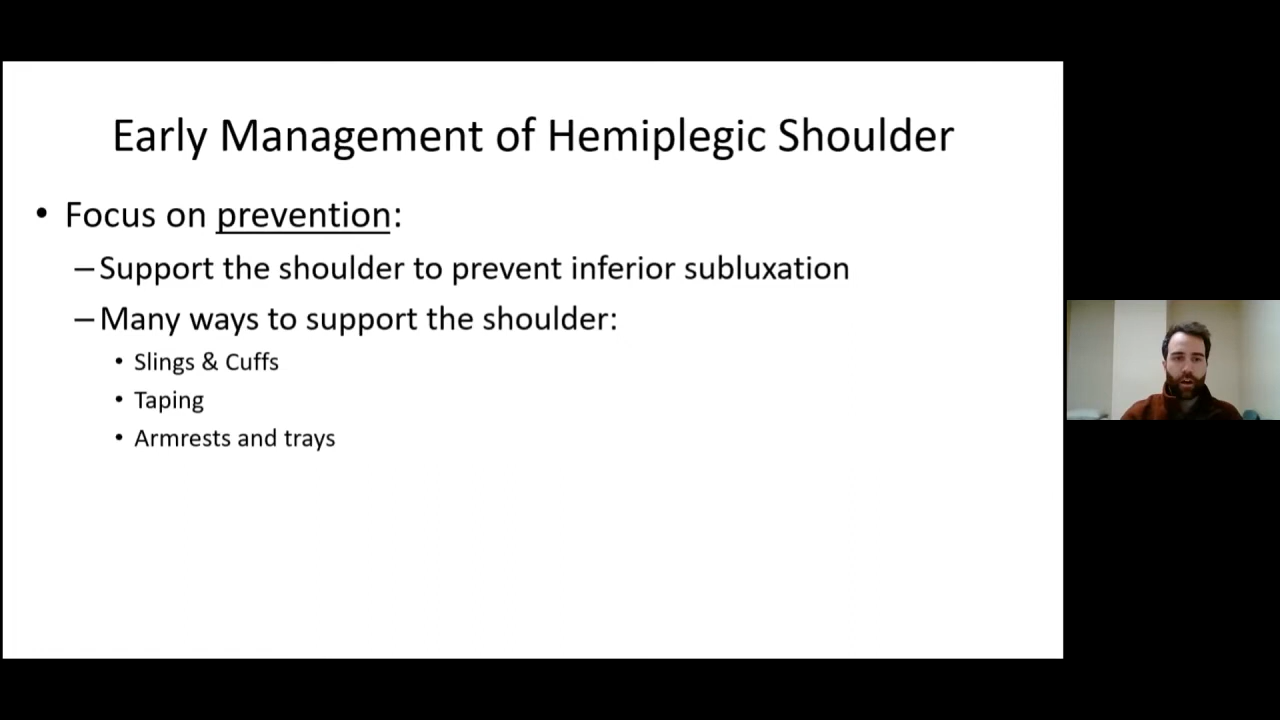 Early Management of Hemiplegic Shoulder
• Focus on prevention:
– Support the shoulder to prevent inferior subluxation
– Many ways to support the shoulder:
• Slings & Cuffs
• Taping
• Armrests and trays